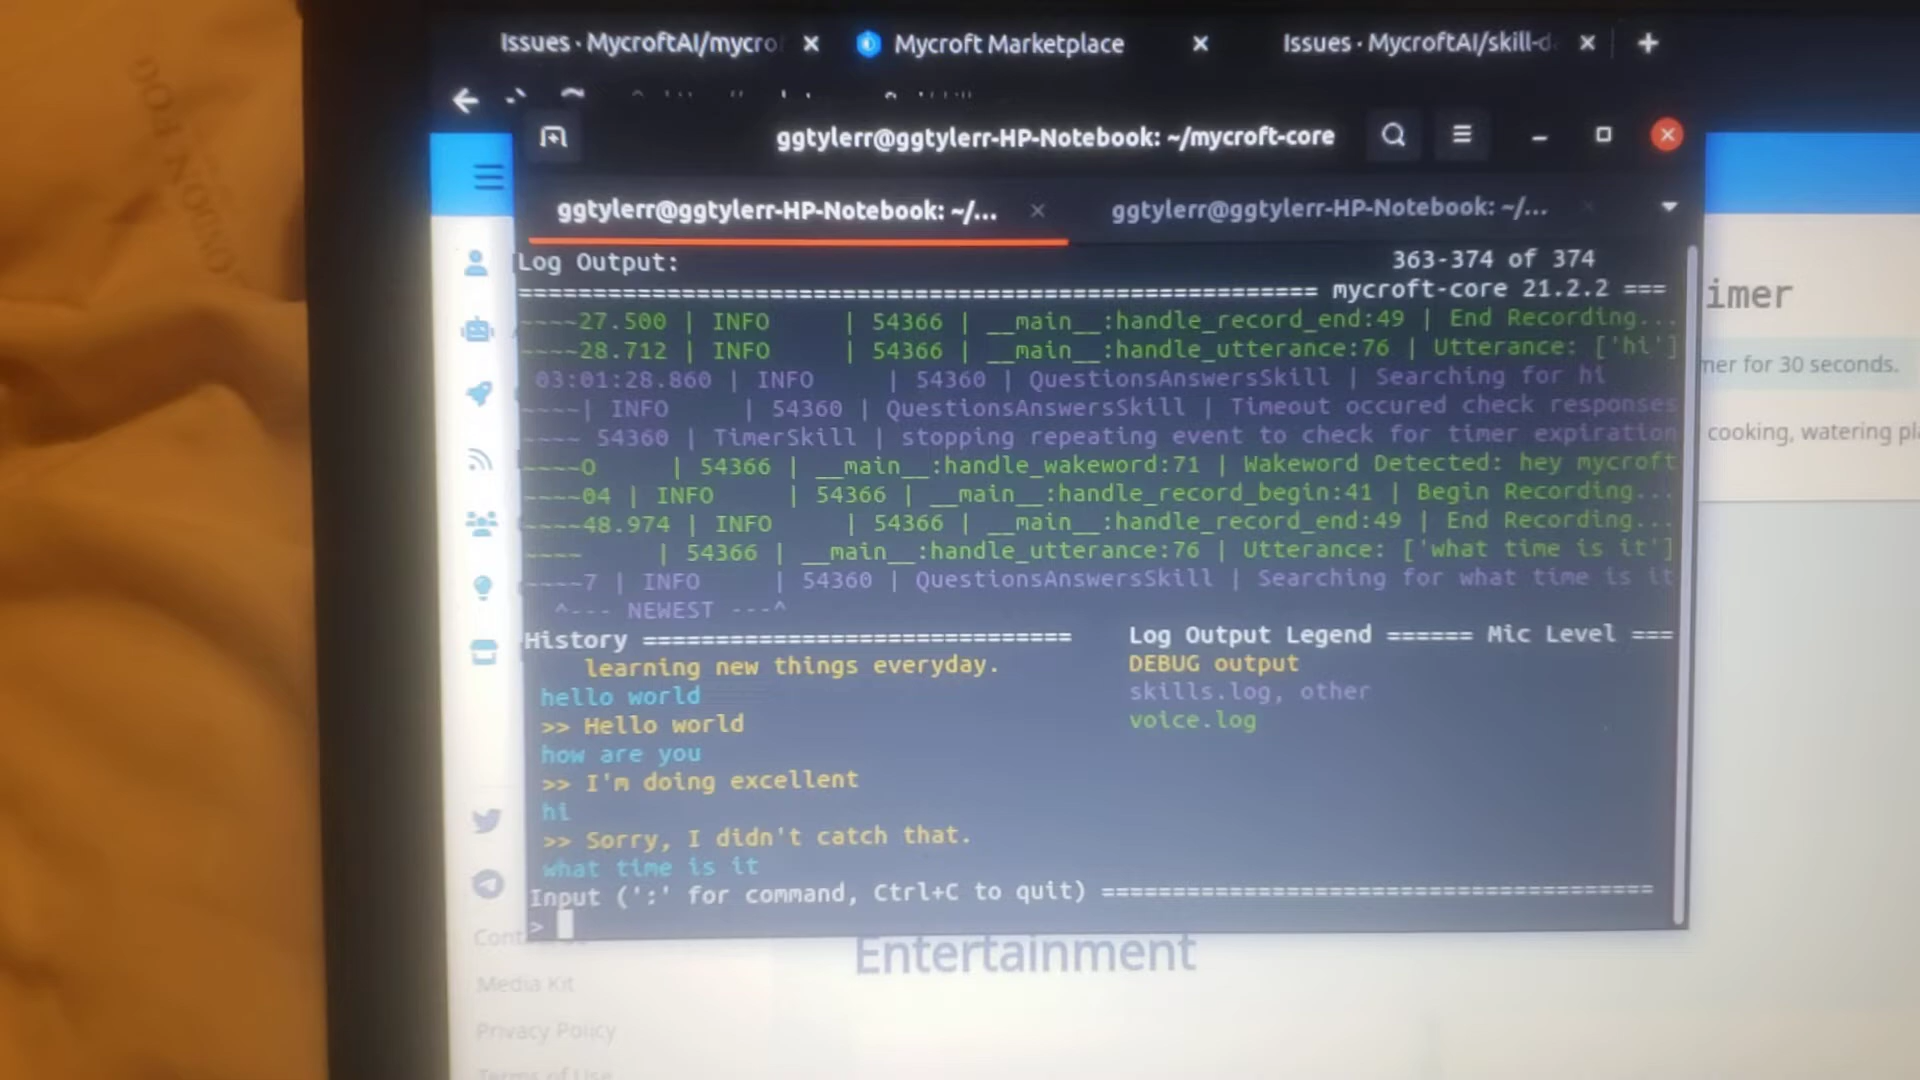 Issues · MycroftAI/mycro
Mycroft Marketplace
Issues · MycroftAI/skill-d
ggtylerr@ggtylerr-HP-Notebook: ~/mycroft-core
ggtylerr@ggtylerr-HP-Notebook: ~/...
ggtylerr@ggtylerr-HP-Notebook: ~/...
Log Output: 363-374 of 374
======================================================= mycroft-core 21.2.2 ===
~~~~27.500 | INFO | 54366 | __main__:handle_record_end:49 | End Recording...
~~~~28.712 | INFO | 54366 | __main__:handle_utterance:76 | Utterance: ['hi']
03:01:28.860 | INFO | 54360 | QuestionsAnswersSkill | Searching for hi
~~~~| INFO | 54360 | QuestionsAnswersSkill | Timeout occured check responses
~~~~ 54360 | TimerSkill | stopping repeating event to check for timer expiration
~~~~O | 54366 | __main__:handle_wakeword:71 | Wakeword Detected: hey mycroft
~~~~04 | INFO | 54366 | __main__:handle_record_begin:41 | Begin Recording...
~~~~48.974 | INFO | 54366 | __main__:handle_record_end:49 | End Recording...
~~~~ | 54366 | __main__:handle_utterance:76 | Utterance: ['what time is it']
~~~~7 | INFO | 54360 | QuestionsAnswersSkill | Searching for what time is it
^--- NEWEST ---^
History ============================== Log Output Legend ====== Mic Level ===
learning new things everyday. DEBUG output
hello world skills.log, other
>> Hello world voice.log
how are you
>> I'm doing excellent
hi
>> Sorry, I didn't catch that.
what time is it
Input (':' for command, Ctrl+C to quit) ======================================
>
imer
mer for 30 seconds.
cooking, watering pla
Entertainment
Media Kit
Privacy Policy
Terms of Use